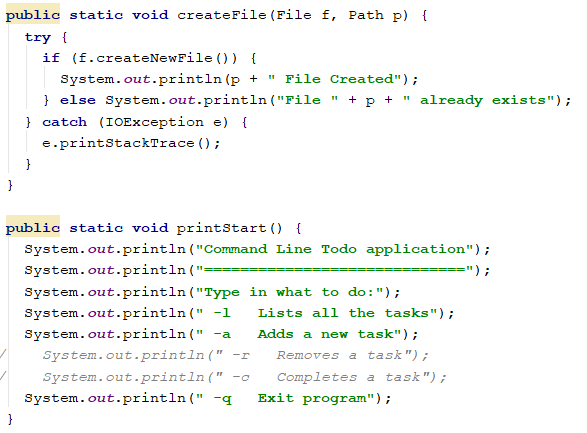 public static void createFile(File f, Path p) {
  try {
    if (f.createNewFile()) {
      System.out.println(p + " File Created");
    } else System.out.println("File " + p + " already exists");
  } catch (IOException e) {
    e.printStackTrace();
  }
}

public static void printStart() {
  System.out.println("Command Line Todo application");
  System.out.println("=============================");
  System.out.println("Type in what to do:");
  System.out.println(" -l   Lists all the tasks");
  System.out.println(" -a   Adds a new task");
/    System.out.println(" -r   Removes a task");
/    System.out.println(" -c   Completes a task");
  System.out.println(" -q   Exit program");
}